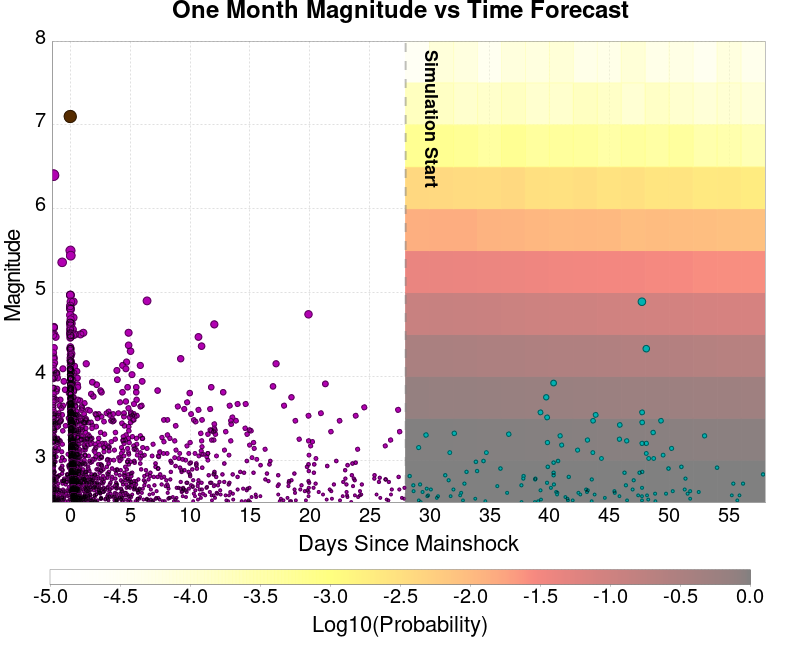 One Month Magnitude vs Time Forecast
8
7
6
5
4
3
Magnitude
Simulation Start
0 5 10 15 20 25 30 35 40 45 50 55
Days Since Mainshock
-5.0 -4.5 -4.0 -3.5 -3.0 -2.5 -2.0 -1.5 -1.0 -0.5 0.0
Log10(Probability)